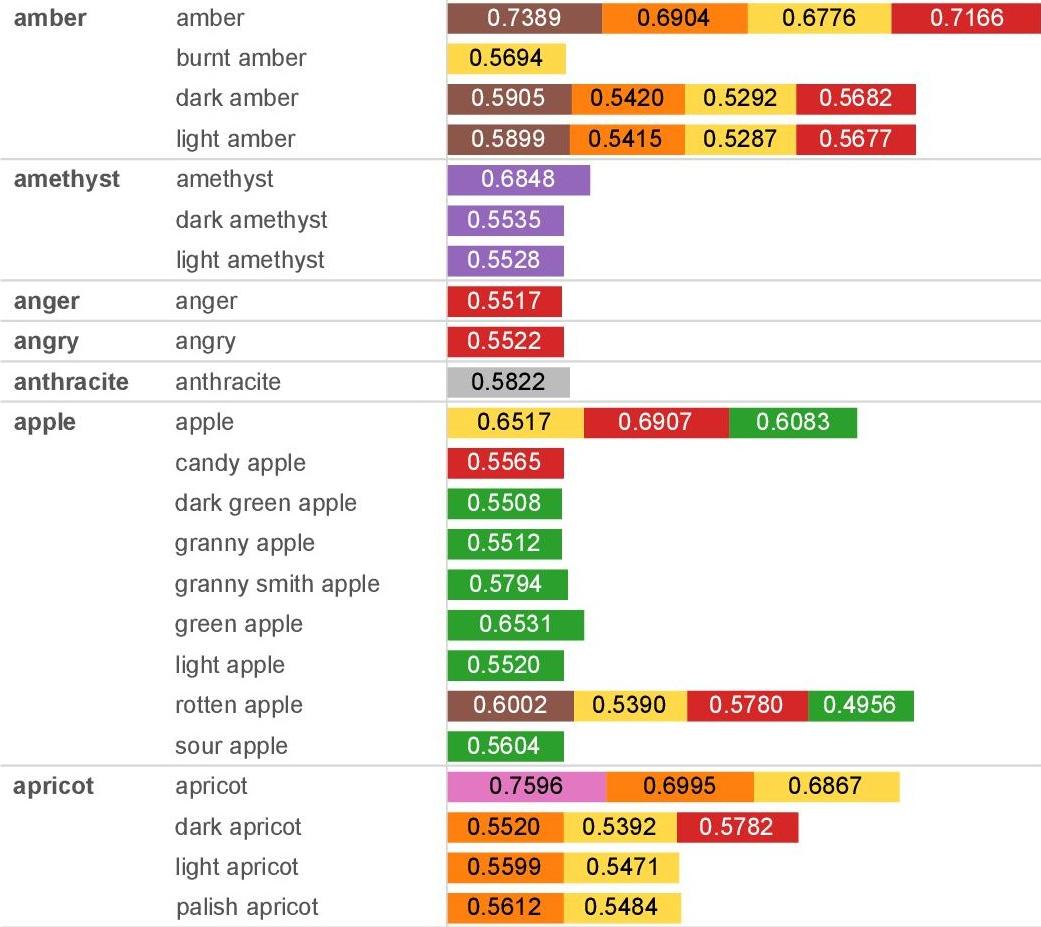 amber amber 0.7389 0.6904 0.6776 0.7166
burnt amber 0.5694
dark amber 0.5905 0.5420 0.5292 0.5682
light amber 0.5899 0.5415 0.5287 0.5677
amethyst amethyst 0.6848
dark amethyst 0.5535
light amethyst 0.5528
anger anger 0.5517
angry angry 0.5522
anthracite anthracite 0.5822
apple apple 0.6517 0.6907 0.6083
candy apple 0.5565
dark green apple 0.5508
granny apple 0.5512
granny smith apple 0.5794
green apple 0.6531
light apple 0.5520
rotten apple 0.6002 0.5390 0.5780 0.4956
sour apple 0.5604
apricot apricot 0.7596 0.6995 0.6867
dark apricot 0.5520 0.5392 0.5782
light apricot 0.5599 0.5471
palish apricot 0.5612 0.5484